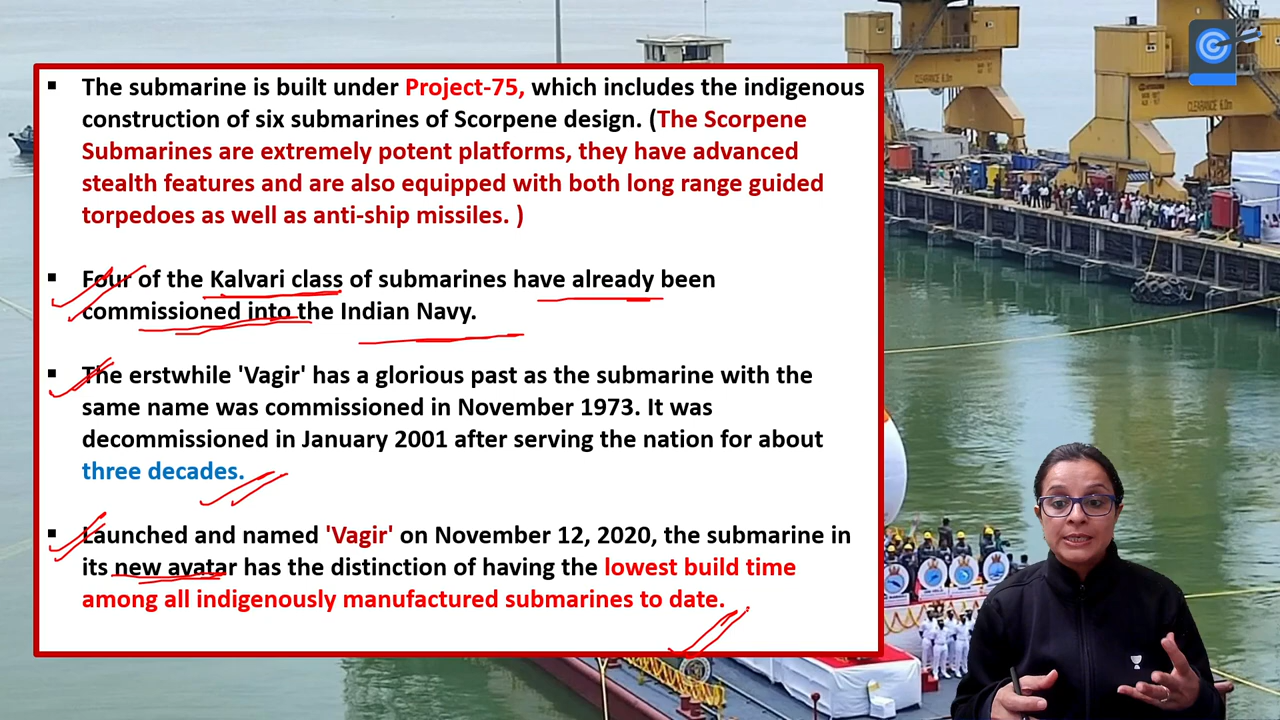 The submarine is built under Project-75, which includes the indigenous
construction of six submarines of Scorpene design. (The Scorpene
Submarines are extremely potent platforms, they have advanced
stealth features and are also equipped with both long range guided
torpedoes as well as anti-ship missiles. )
Four of the Kalvari class of submarines have already been
commissioned into the Indian Navy.
The erstwhile 'Vagir' has a glorious past as the submarine with the
same name was commissioned in November 1973. It was
decommissioned in January 2001 after serving the nation for about
three decades.
Launched and named 'Vagir' on November 12, 2020, the submarine in
its new avatar has the distinction of having the lowest build time
among all indigenously manufactured submarines to date.
CLEARANCE 6.0m
CLEARANCE 6.0m